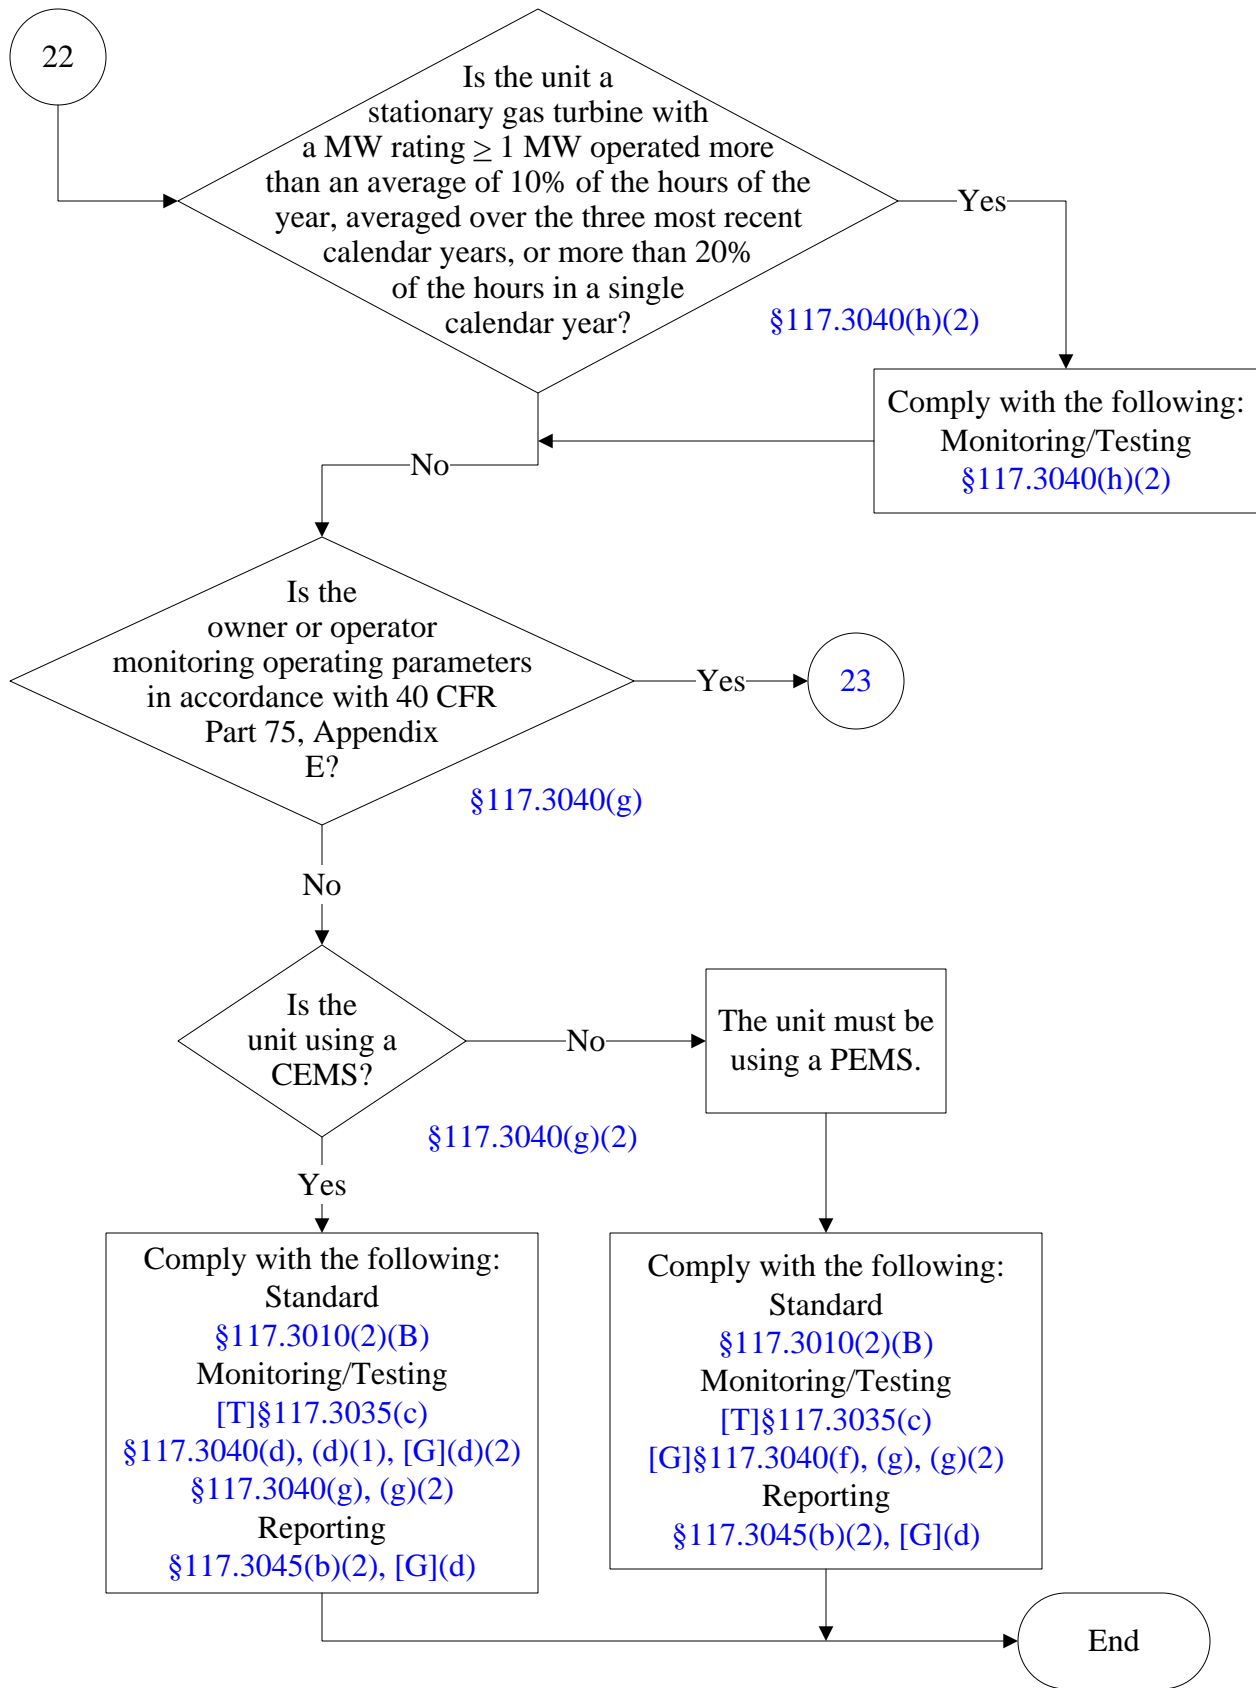 22
Is the unit a
stationary gas turbine with
a MW rating ≥ 1 MW operated more
than an average of 10% of the hours of the
year, averaged over the three most recent
calendar years, or more than 20%
of the hours in a single
calendar year?
Yes
§117.3040(h)(2)
Comply with the following:
Monitoring/Testing
§117.3040(h)(2)
No
Is the
owner or operator
monitoring operating parameters
in accordance with 40 CFR
Part 75, Appendix
E?
Yes
23
§117.3040(g)
No
Is the
unit using a
CEMS?
No
The unit must be
using a PEMS.
§117.3040(g)(2)
Yes
Comply with the following:
Standard
§117.3010(2)(B)
Monitoring/Testing
[T]§117.3035(c)
§117.3040(d), (d)(1), [G](d)(2)
§117.3040(g), (g)(2)
Reporting
§117.3045(b)(2), [G](d)
Comply with the following:
Standard
§117.3010(2)(B)
Monitoring/Testing
[T]§117.3035(c)
[G]§117.3040(f), (g), (g)(2)
Reporting
§117.3045(b)(2), [G](d)
End